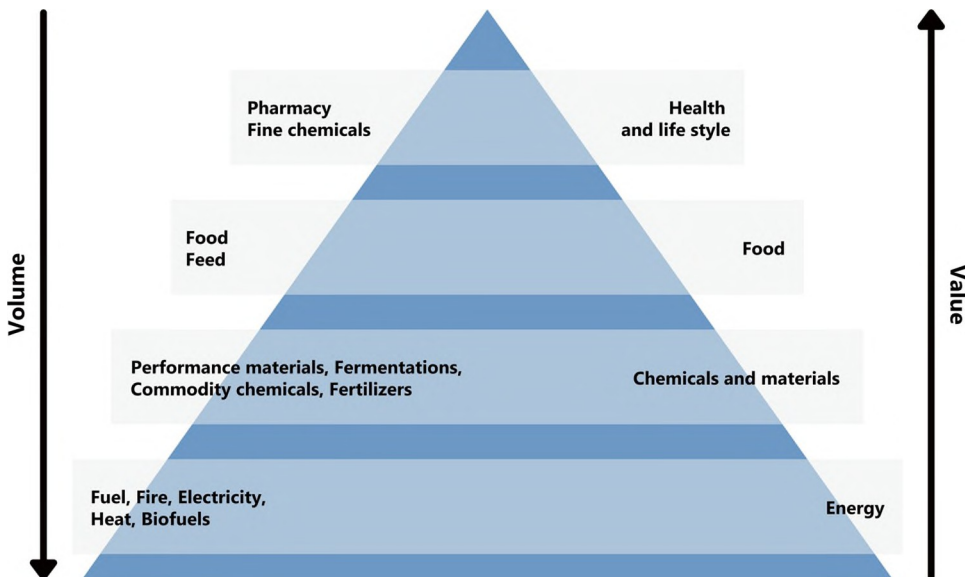 Pharmacy
Fine chemicals
Health
and life style
Food
Feed
Food
Volume
Value
Performance materials, Fermentations,
Commodity chemicals, Fertilizers
Chemicals and materials
Fuel, Fire, Electricity,
Heat, Biofuels
Energy